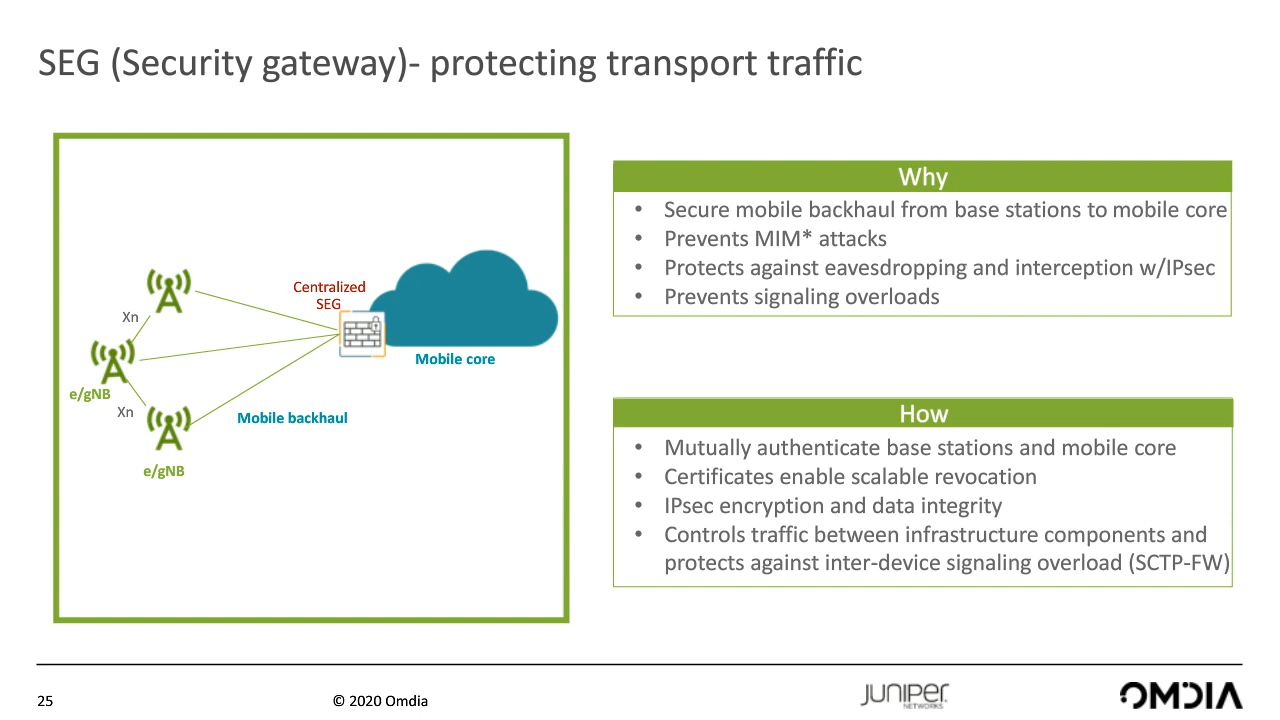 SEG (Security gateway)- protecting transport traffic
Centralized
SEG
Xn
Mobile core
e/gNB
Xn
Mobile backhaul
e/gNB
Why
• Secure mobile backhaul from base stations to mobile core
• Prevents MIM* attacks
• Protects against eavesdropping and interception w/IPsec
• Prevents signaling overloads
How
• Mutually authenticate base stations and mobile core
• Certificates enable scalable revocation
• IPsec encryption and data integrity
• Controls traffic between infrastructure components and
protects against inter-device signaling overload (SCTP-FW)
25
© 2020 Omdia
JUNIPER
NETWORKS
OMDIA